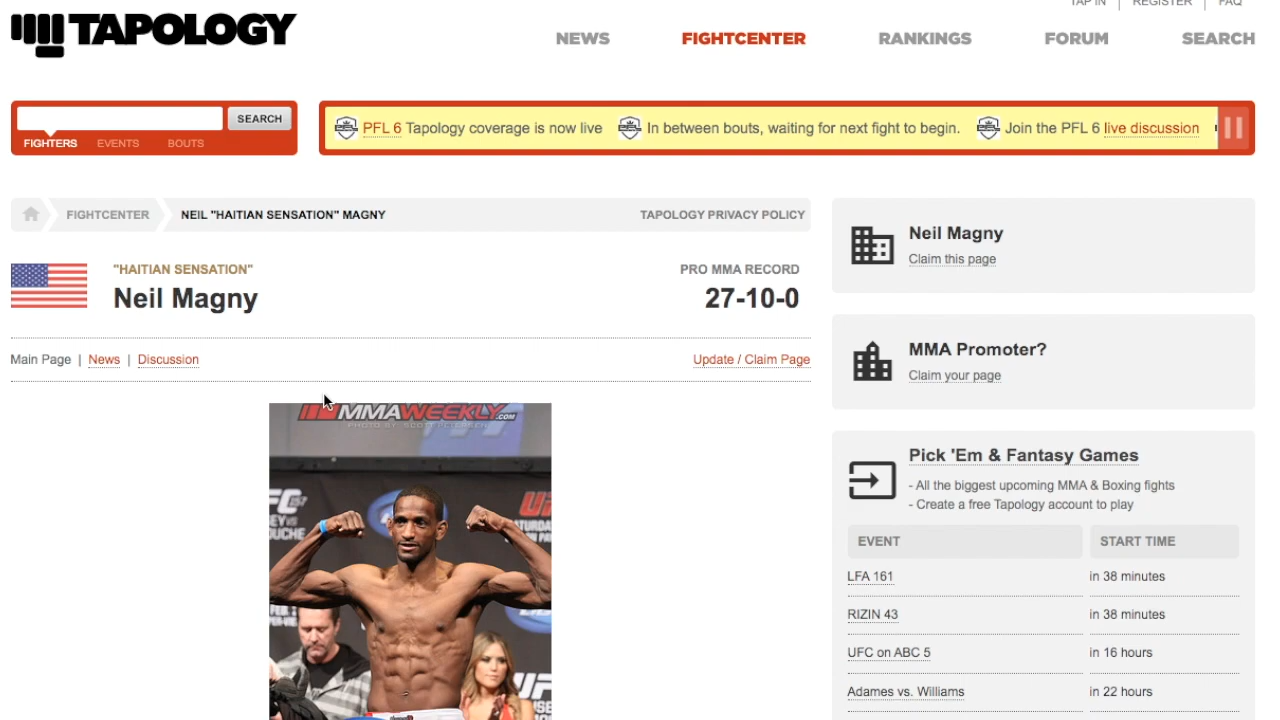 TAP IN
REGISTER
FAQ
TAPOLOGY
NEWS
FIGHTCENTER
RANKINGS
FORUM
SEARCH
SEARCH
FIGHTERS
EVENTS
BOUTS
PFL 6 Tapology coverage is now live
In between bouts, waiting for next fight to begin.
Join the PFL 6 live discussion
FIGHTCENTER
NEIL "HAITIAN SENSATION" MAGNY
TAPOLOGY PRIVACY POLICY
"HAITIAN SENSATION"
Neil Magny
PRO MMA RECORD
27-10-0
Main Page | News | Discussion
Update / Claim Page
MMAWEEKLY.COM
PHOTO BY SCOTT PETERSEN
UFC 157
Neil Magny
Claim this page
MMA Promoter?
Claim your page
Pick 'Em & Fantasy Games
- All the biggest upcoming MMA & Boxing fights
- Create a free Tapology account to play
EVENT
START TIME
LFA 161
in 38 minutes
RIZIN 43
in 38 minutes
UFC on ABC 5
in 16 hours
Adames vs. Williams
in 22 hours